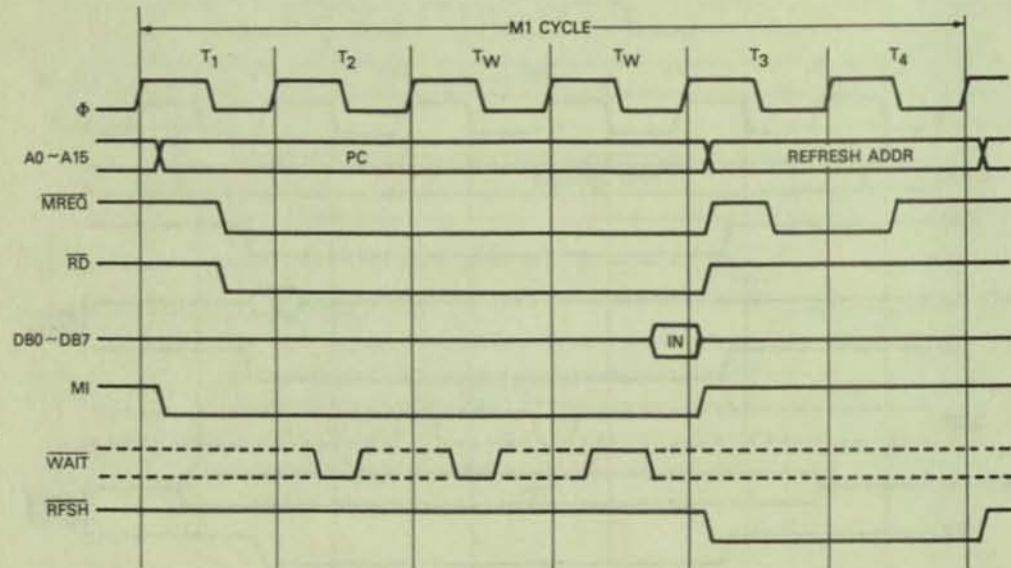 M1 CYCLE
T1 T2 TW TW T3 T4
Φ
A0 ~ A15 PC REFRESH ADDR
MREQ
RD
DB0 ~ DB7 IN
MI
WAIT
RFSH